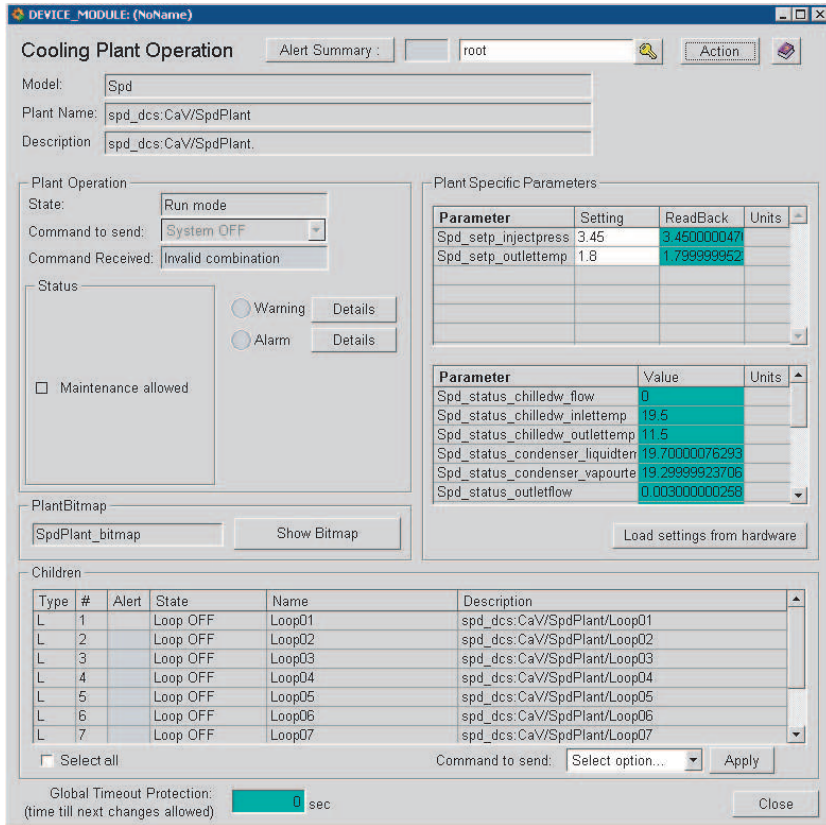 DEVICE_MODULE: (NoName)
Cooling Plant Operation Alert Summary : root Action
Model: Spd
Plant Name: spd_dcs:CaV/SpdPlant
Description spd_dcs:CaV/SpdPlant.
Plant Operation
State: Run mode
Command to send: System OFF
Command Received: Invalid combination
Status
Warning Details
Alarm Details
Maintenance allowed
PlantBitmap
SpdPlant_bitmap Show Bitmap
Plant Specific Parameters
Parameter Setting ReadBack Units
Spd_setp_injectpress 3.45 3.450000047
Spd_setp_outlettemp 1.8 1.799999952
Parameter Value Units
Spd_status_chilledw_flow 0
Spd_status_chilledw_inlettemp 19.5
Spd_status_chilledw_outlettemp 11.5
Spd_status_condenser_liquidtem 19.70000076293
Spd_status_condenser_vapourte 19.29999923706
Spd_status_outletflow 0.003000000258
Load settings from hardware
Children
Type # Alert State Name Description
L 1 Loop OFF Loop01 spd_dcs:CaV/SpdPlant/Loop01
L 2 Loop OFF Loop02 spd_dcs:CaV/SpdPlant/Loop02
L 3 Loop OFF Loop03 spd_dcs:CaV/SpdPlant/Loop03
L 4 Loop OFF Loop04 spd_dcs:CaV/SpdPlant/Loop04
L 5 Loop OFF Loop05 spd_dcs:CaV/SpdPlant/Loop05
L 6 Loop OFF Loop06 spd_dcs:CaV/SpdPlant/Loop06
L 7 Loop OFF Loop07 spd_dcs:CaV/SpdPlant/Loop07
Select all Command to send: Select option... Apply
Global Timeout Protection:
(time till next changes allowed) 0 sec Close